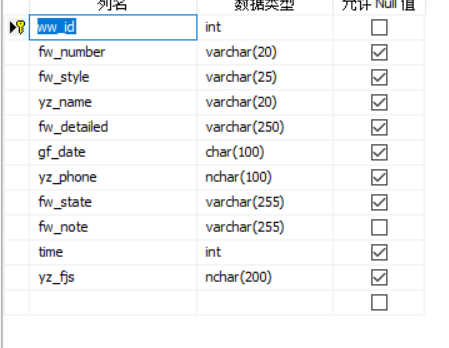 列名 数据类型 允许 Null 值
ww_id int
fw_number varchar(20)
fw_style varchar(25)
yz_name varchar(20)
fw_detailed varchar(250)
gf_date char(100)
yz_phone nchar(100)
fw_state varchar(255)
fw_note varchar(255)
time int
yz_fjs nchar(200)